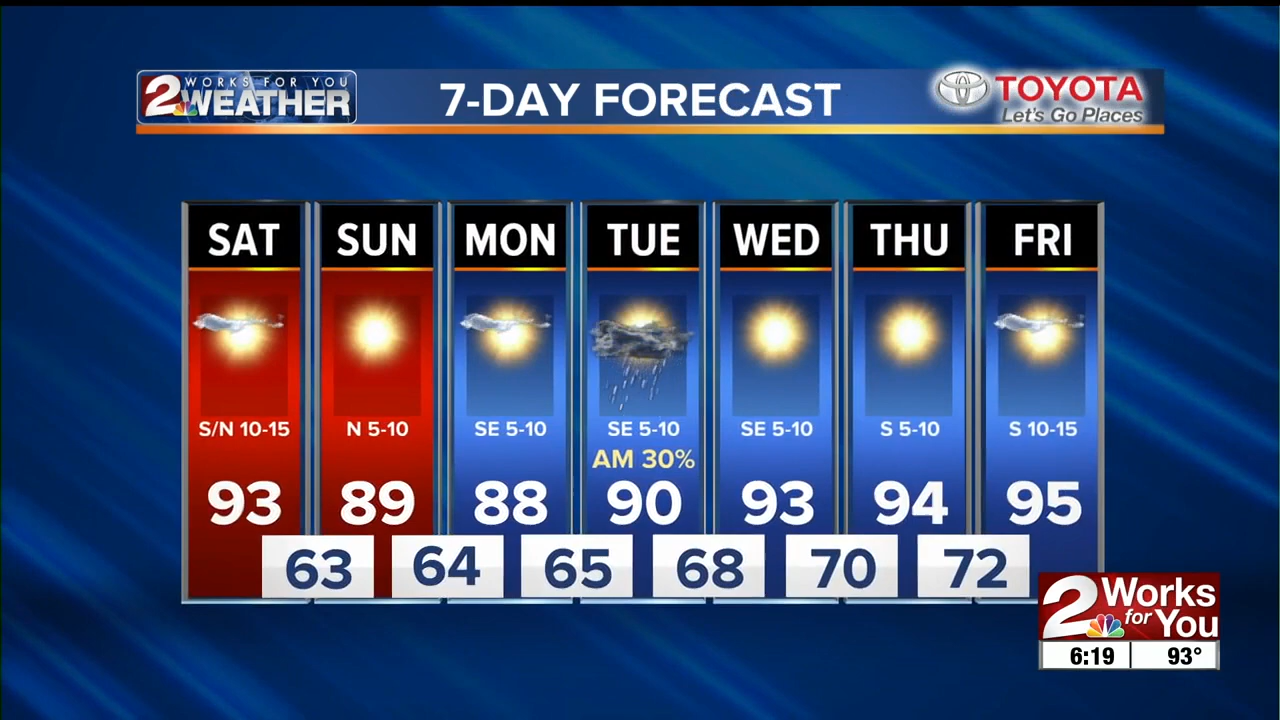 2 WORKS FOR YOU
WEATHER
7-DAY FORECAST
TOYOTA
Let's Go Places
SAT SUN MON TUE WED THU FRI
S/N 10-15 N 5-10 SE 5-10 SE 5-10 SE 5-10 S 5-10 S 10-15
AM 30%
93 89 88 90 93 94 95
63 64 65 68 70 72
2 Works
for You
6:19 93°